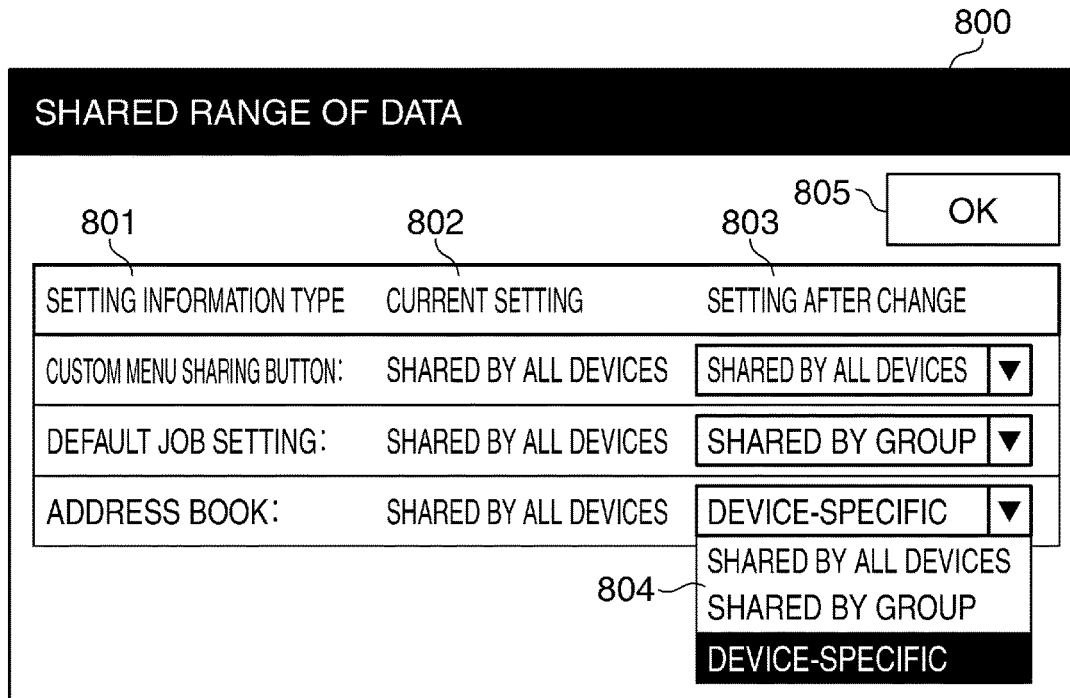 800
SHARED RANGE OF DATA
805
OK
801 802 803
SETTING INFORMATION TYPE CURRENT SETTING SETTING AFTER CHANGE
CUSTOM MENU SHARING BUTTON: SHARED BY ALL DEVICES SHARED BY ALL DEVICES ▼
DEFAULT JOB SETTING: SHARED BY ALL DEVICES SHARED BY GROUP ▼
ADDRESS BOOK: SHARED BY ALL DEVICES DEVICE-SPECIFIC ▼
SHARED BY ALL DEVICES
804 SHARED BY GROUP
DEVICE-SPECIFIC